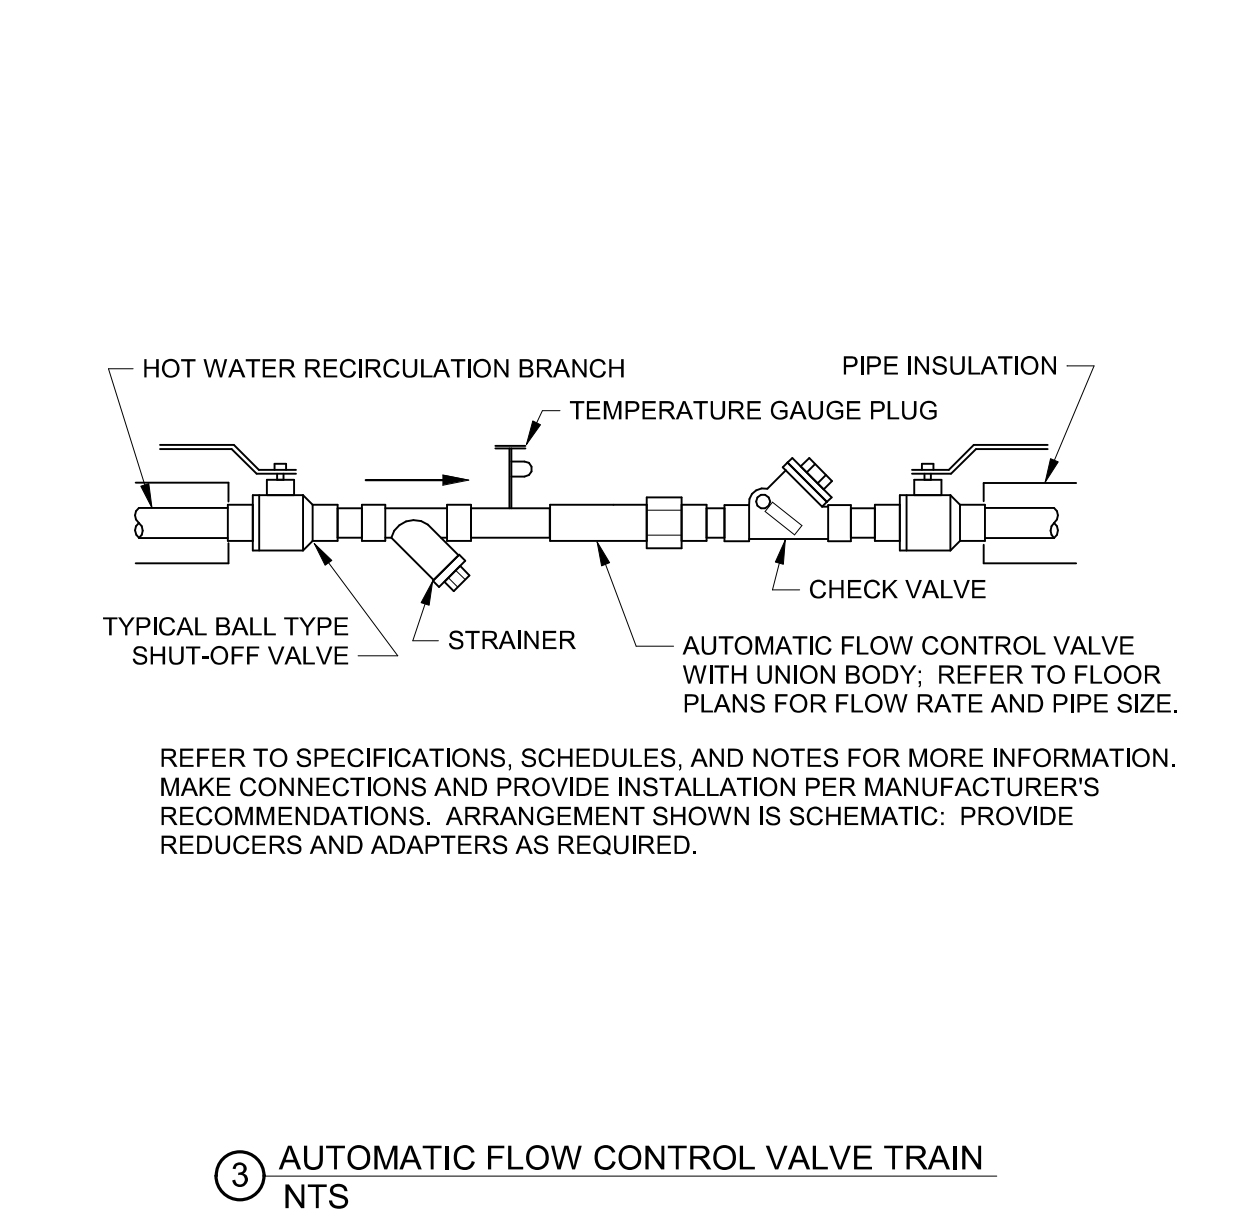 HOT WATER RECIRCULATION BRANCH
PIPE INSULATION
TEMPERATURE GAUGE PLUG
CHECK VALVE
TYPICAL BALL TYPE
SHUT-OFF VALVE
STRAINER
AUTOMATIC FLOW CONTROL VALVE
WITH UNION BODY;  REFER TO FLOOR
PLANS FOR FLOW RATE AND PIPE SIZE.
REFER TO SPECIFICATIONS, SCHEDULES, AND NOTES FOR MORE INFORMATION.
MAKE CONNECTIONS AND PROVIDE INSTALLATION PER MANUFACTURER'S
RECOMMENDATIONS.  ARRANGEMENT SHOWN IS SCHEMATIC:  PROVIDE
REDUCERS AND ADAPTERS AS REQUIRED.
3 AUTOMATIC FLOW CONTROL VALVE TRAIN
NTS